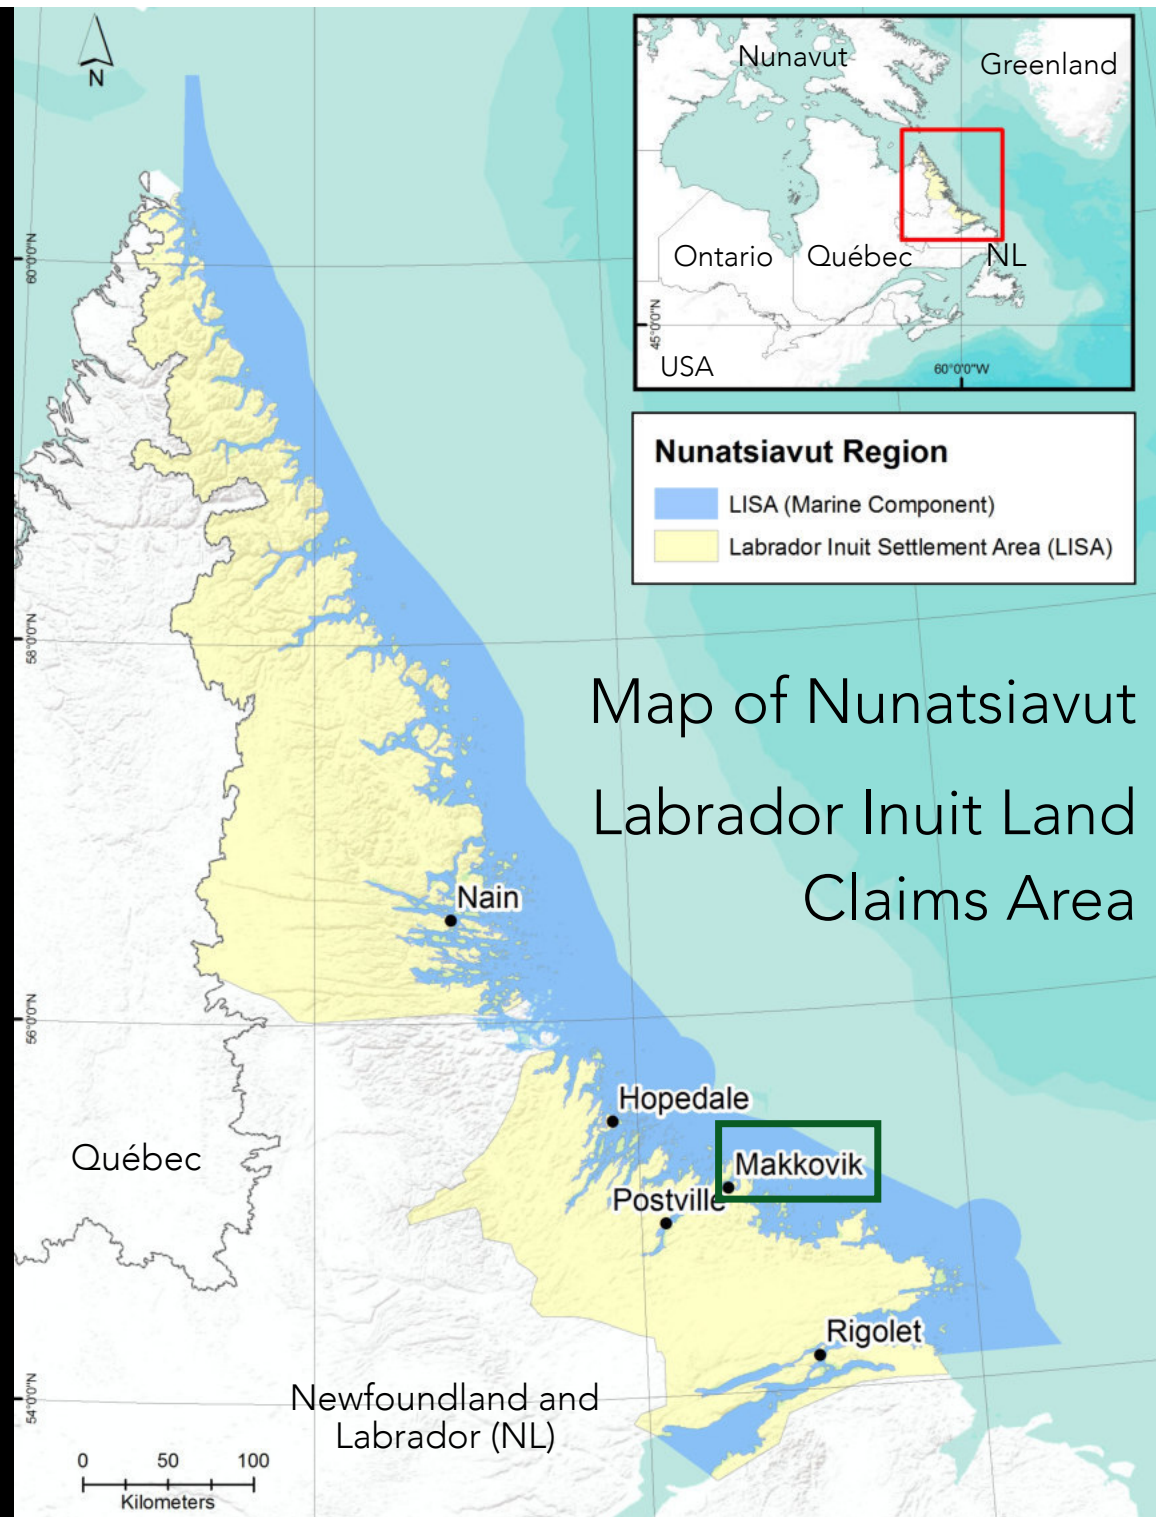 N
Nunavut
Greenland
Ontario
Québec
NL
USA
45°0'0"N
60°0'0"W
Nunatsiavut Region
LISA (Marine Component)
Labrador Inuit Settlement Area (LISA)
60°0'0"N
58°0'0"N
56°0'0"N
54°0'0"N
Map of Nunatsiavut
Labrador Inuit Land
Claims Area
Nain
Hopedale
Makkovik
Postville
Rigolet
Québec
Newfoundland and
Labrador (NL)
0 50 100
Kilometers